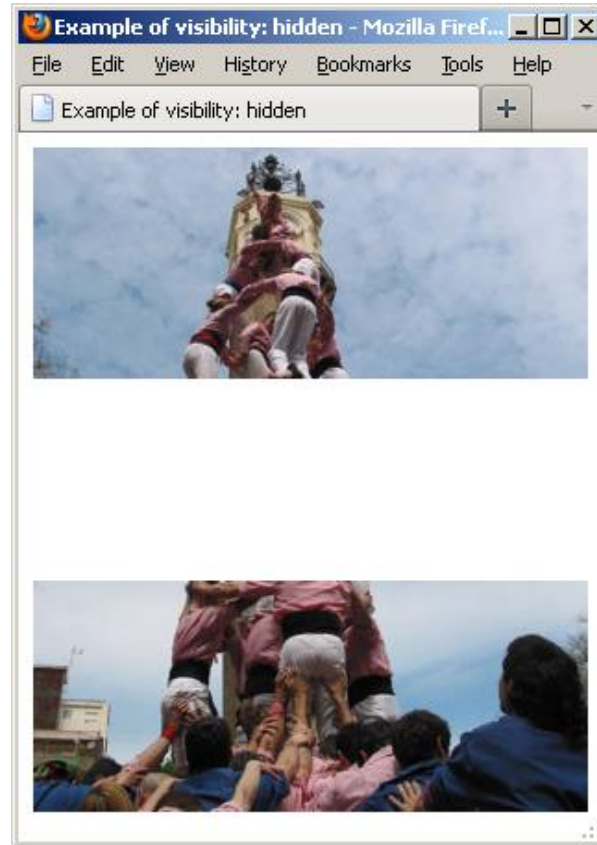 Example of visibility: hidden - Mozilla Firef...
File Edit View History Bookmarks Tools Help
Example of visibility: hidden